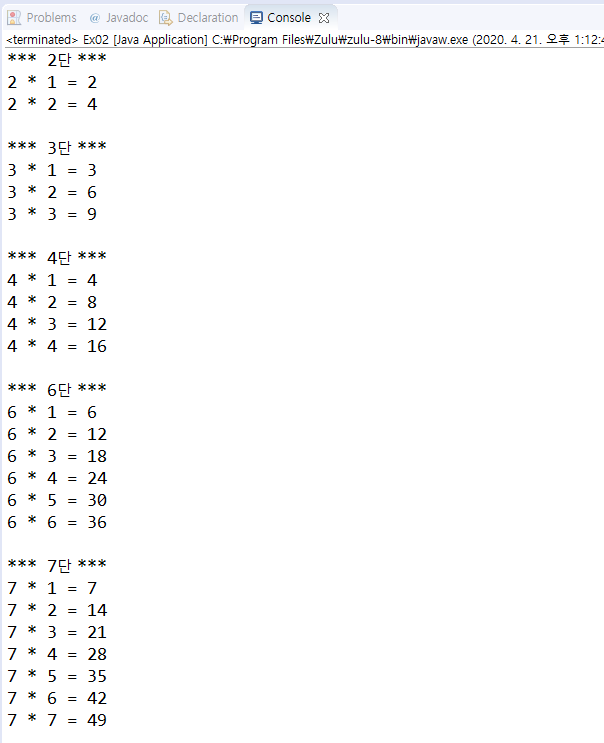 Problems @ Javadoc Declaration Console
<terminated> Ex02 [Java Application] C:₩Program Files₩Zulu₩zulu-8₩bin₩javaw.exe (2020. 4. 21. 오후 1:12:4
*** 2단 ***
2 * 1 = 2
2 * 2 = 4
*** 3단 ***
3 * 1 = 3
3 * 2 = 6
3 * 3 = 9
*** 4단 ***
4 * 1 = 4
4 * 2 = 8
4 * 3 = 12
4 * 4 = 16
*** 6단 ***
6 * 1 = 6
6 * 2 = 12
6 * 3 = 18
6 * 4 = 24
6 * 5 = 30
6 * 6 = 36
*** 7단 ***
7 * 1 = 7
7 * 2 = 14
7 * 3 = 21
7 * 4 = 28
7 * 5 = 35
7 * 6 = 42
7 * 7 = 49